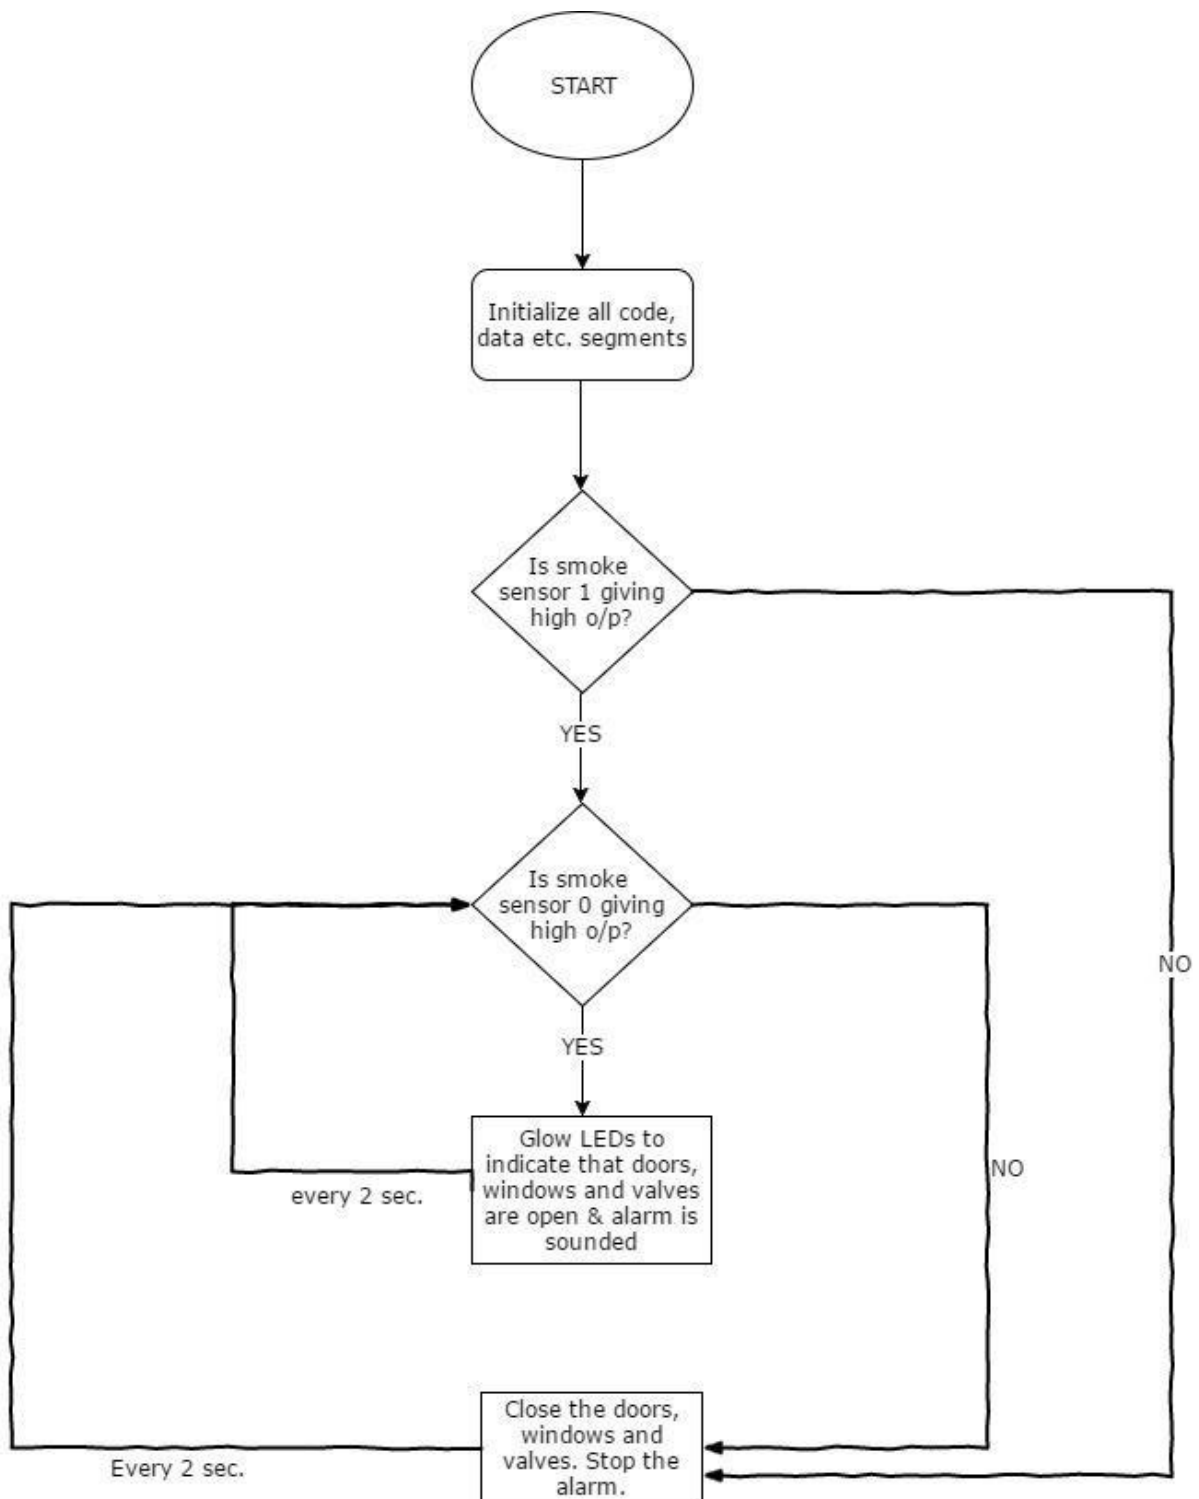 START
Initialize all code,
data etc. segments
Is smoke
sensor 1 giving
high o/p?
YES
Is smoke
sensor 0 giving
high o/p?
NO
YES
Glow LEDs to
indicate that doors,
windows and valves
are open & alarm is
sounded
NO
every 2 sec.
Close the doors,
windows and
valves. Stop the
alarm.
Every 2 sec.